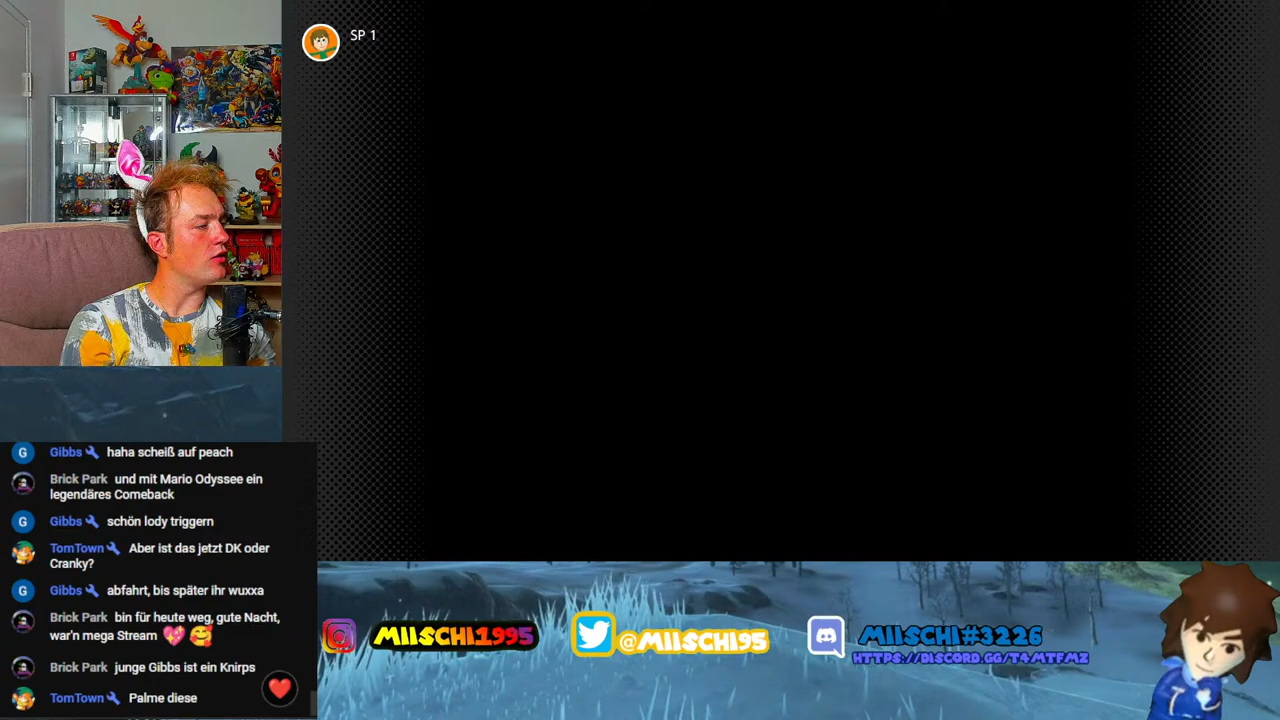 SP 1
Gibbs haha scheiß auf peach
Brick Park und mit Mario Odyssee ein
legendäres Comeback
G
Gibbs schön lody triggern
TomTown Aber ist das jetzt DK oder
Cranky?
G
Gibbs abfahrt, bis später ihr wuxxa
Brick Park bin für heute weg, gute Nacht,
war'n mega Stream
Brick Park junge Gibbs ist ein Knirps
TomTown Palme diese
MIISCHI1995
@MIISCHI95
MIISCHI#3226
HTTPS://DISCORD.GG/T4MTFMZ